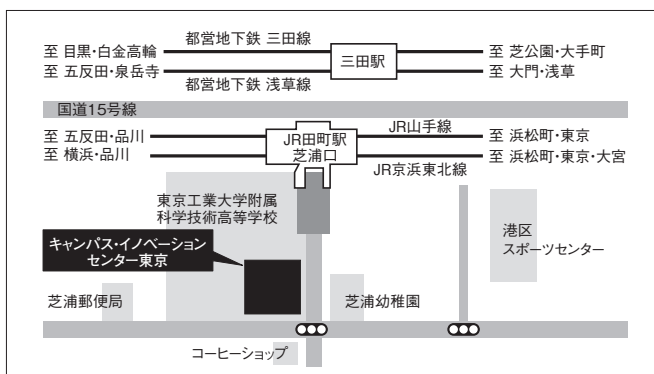 都営地下鉄 三田線
至 目黒・白金高輪
三田駅
至 芝公園・大手町
至 五反田・泉岳寺
至 大門・浅草
都営地下鉄 浅草線
国道15号線
JR山手線
至 五反田・品川
JR田町駅
芝浦口
至 浜松町・東京
至 横浜・品川
至 浜松町・東京・大宮
JR京浜東北線
東京工業大学附属
科学技術高等学校
港区
スポーツセンター
キャンパス・イノベーション
センター東京
芝浦郵便局
芝浦幼稚園
コーヒーショップ